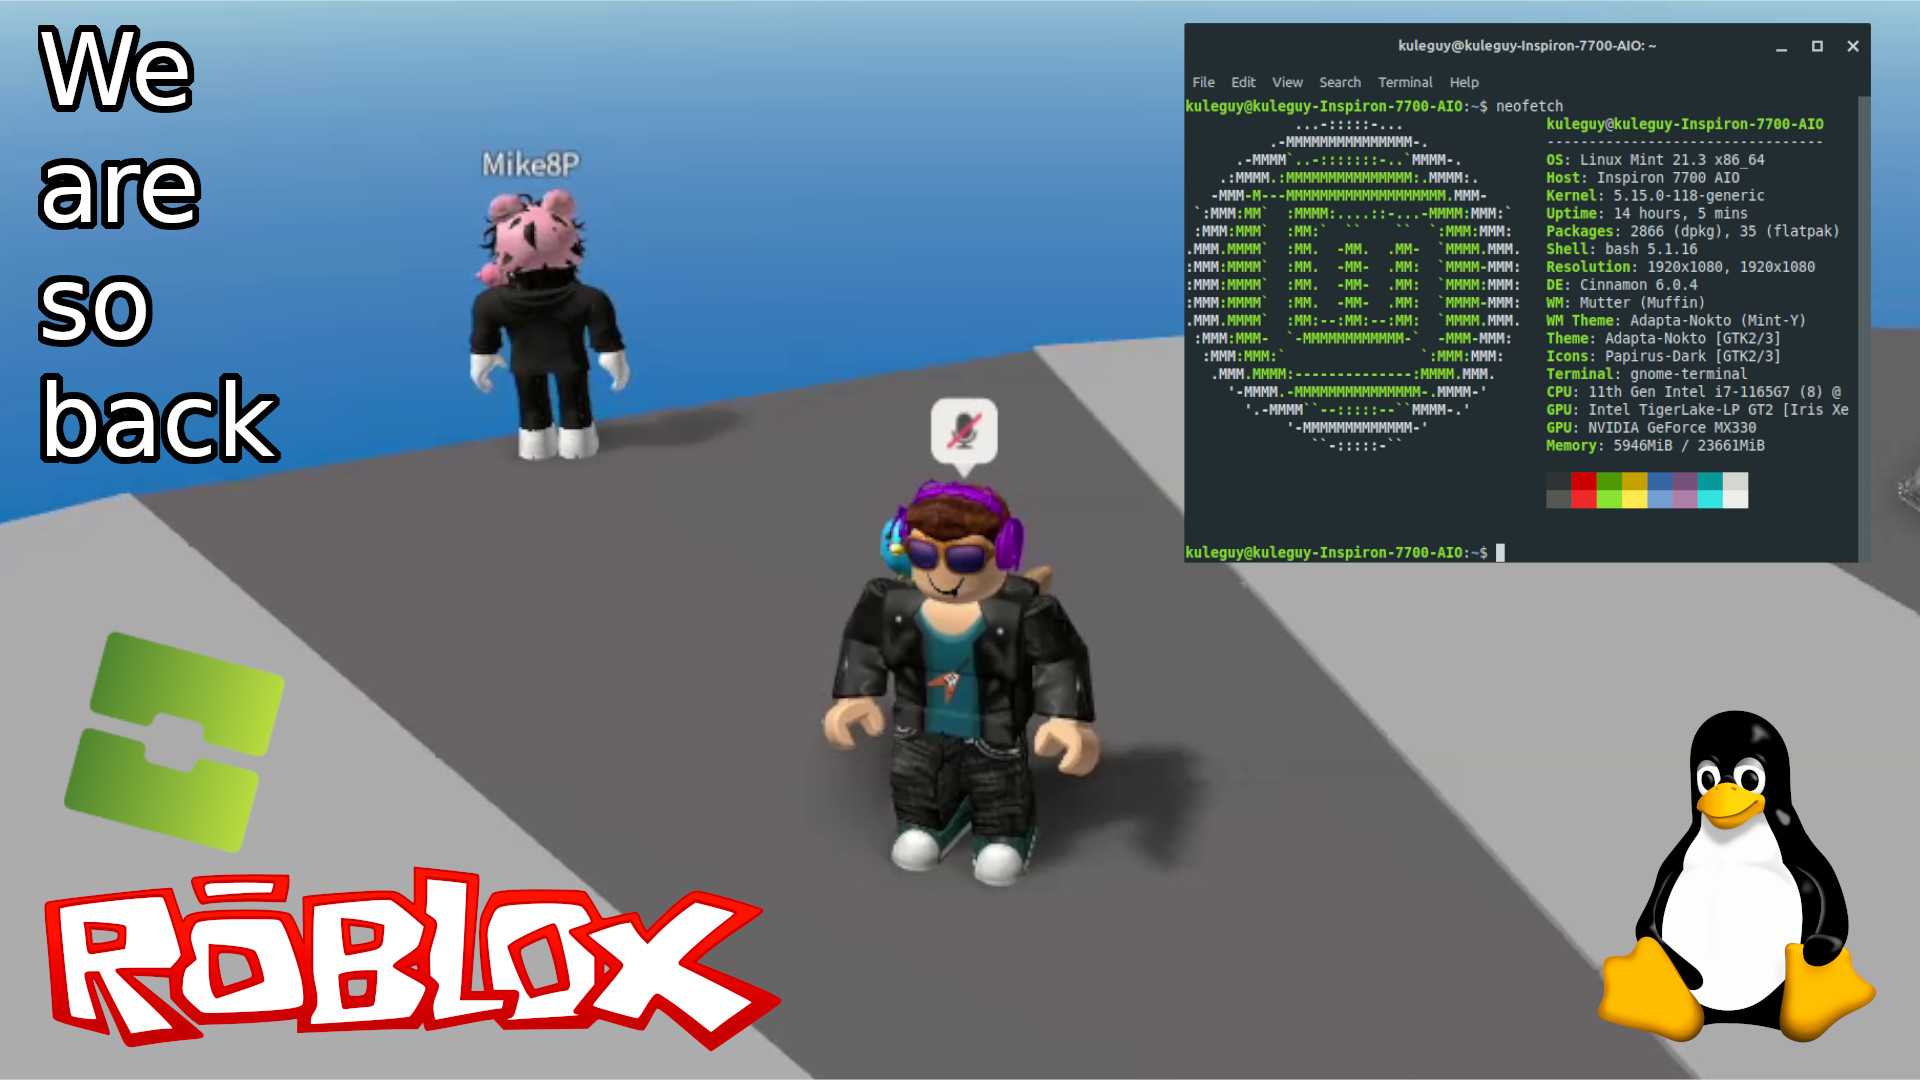 We
are
so
back
Mike8P
kuleguy@kuleguy-Inspiron-7700-AIO: ~
File Edit View Search Terminal Help
kuleguy@kuleguy-Inspiron-7700-AIO:~$ neofetch
kuleguy@kuleguy-Inspiron-7700-AIO
---------------------------------
OS: Linux Mint 21.3 x86_64
Host: Inspiron 7700 AIO
Kernel: 5.15.0-118-generic
Uptime: 14 hours, 5 mins
Packages: 2866 (dpkg), 35 (flatpak)
Shell: bash 5.1.16
Resolution: 1920x1080, 1920x1080
DE: Cinnamon 6.0.4
WM: Mutter (Muffin)
WM Theme: Adapta-Nokto (Mint-Y)
Theme: Adapta-Nokto [GTK2/3]
Icons: Papirus-Dark [GTK2/3]
Terminal: gnome-terminal
CPU: 11th Gen Intel i7-1165G7 (8) @
GPU: Intel TigerLake-LP GT2 [Iris Xe
GPU: NVIDIA GeForce MX330
Memory: 5946MiB / 23661MiB
kuleguy@kuleguy-Inspiron-7700-AIO:~$
RŌBLOX